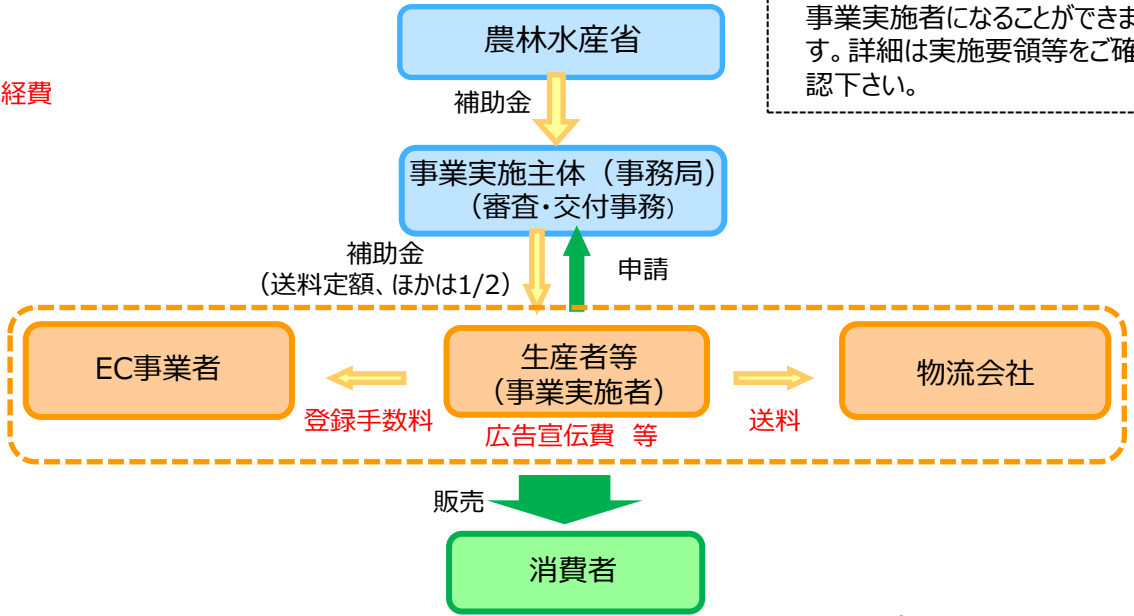 事業実施者になることができま
す。詳細は実施要領等をご確
認下さい。
農林水産省
経費
補助金
事業実施主体（事務局）
（審査・交付事務）
補助金
（送料定額、ほかは1/2）
申請
EC事業者
生産者等
（事業実施者）
物流会社
登録手数料
広告宣伝費 等
送料
販売
消費者